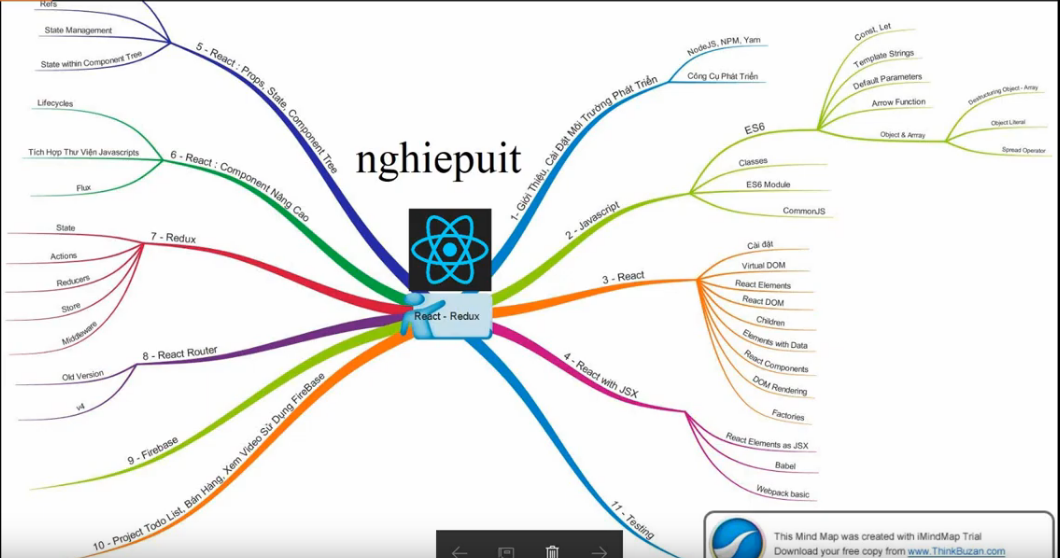 nghiepuit
React - Redux
1- Giới Thiệu, Cài Đặt Môi Trường Phát Triển
NodeJS, NPM, Yarn
Công Cụ Phát Triển
2 - Javascript
ES6
Const, Let
Template Strings
Default Parameters
Arrow Function
Object & Array
Destructuring Object - Array
Object Literal
Spread Operator
Classes
ES6 Module
CommonJS
3 - React
Cài đặt
Virtual DOM
React Elements
React DOM
Children
Elements with Data
React Components
DOM Rendering
Factories
4 - React with JSX
React Elements as JSX
Babel
Webpack basic
5 - React : Props, State, Component Tree
Refs
State Management
State within Component Tree
6 - React : Component Nâng Cao
Lifecycles
Tích Hợp Thư Viện Javascripts
Flux
7 - Redux
State
Actions
Reducers
Store
Middleware
8 - React Router
Old Version
v4
9 - Firebase
10 - Project Todo List, Bán Hàng, Xem Video Sử Dụng FireBase
11 - Testing
This Mind Map was created with iMindMap Trial
Download your free copy from www.ThinkBuzan.com